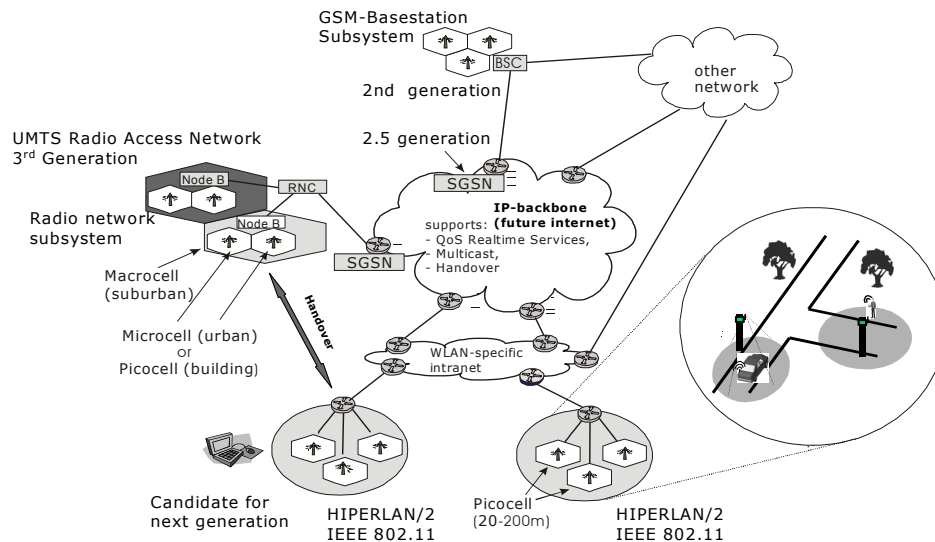 GSM-Basestation
Subsystem
BSC
2nd generation
other
network
2.5 generation
UMTS Radio Access Network
3rd Generation
Node B
RNC
SGSN
Radio network
subsystem
Node B
IP-backbone
supports: (future internet)
- QoS Realtime Services,
- Multicast,
- Handover
SGSN
Macrocell
(suburban)
Handover
Microcell (urban)
or
Picocell (building)
WLAN-specific
intranet
Candidate for
next generation
HIPERLAN/2
IEEE 802.11
Picocell
(20-200m)
HIPERLAN/2
IEEE 802.11